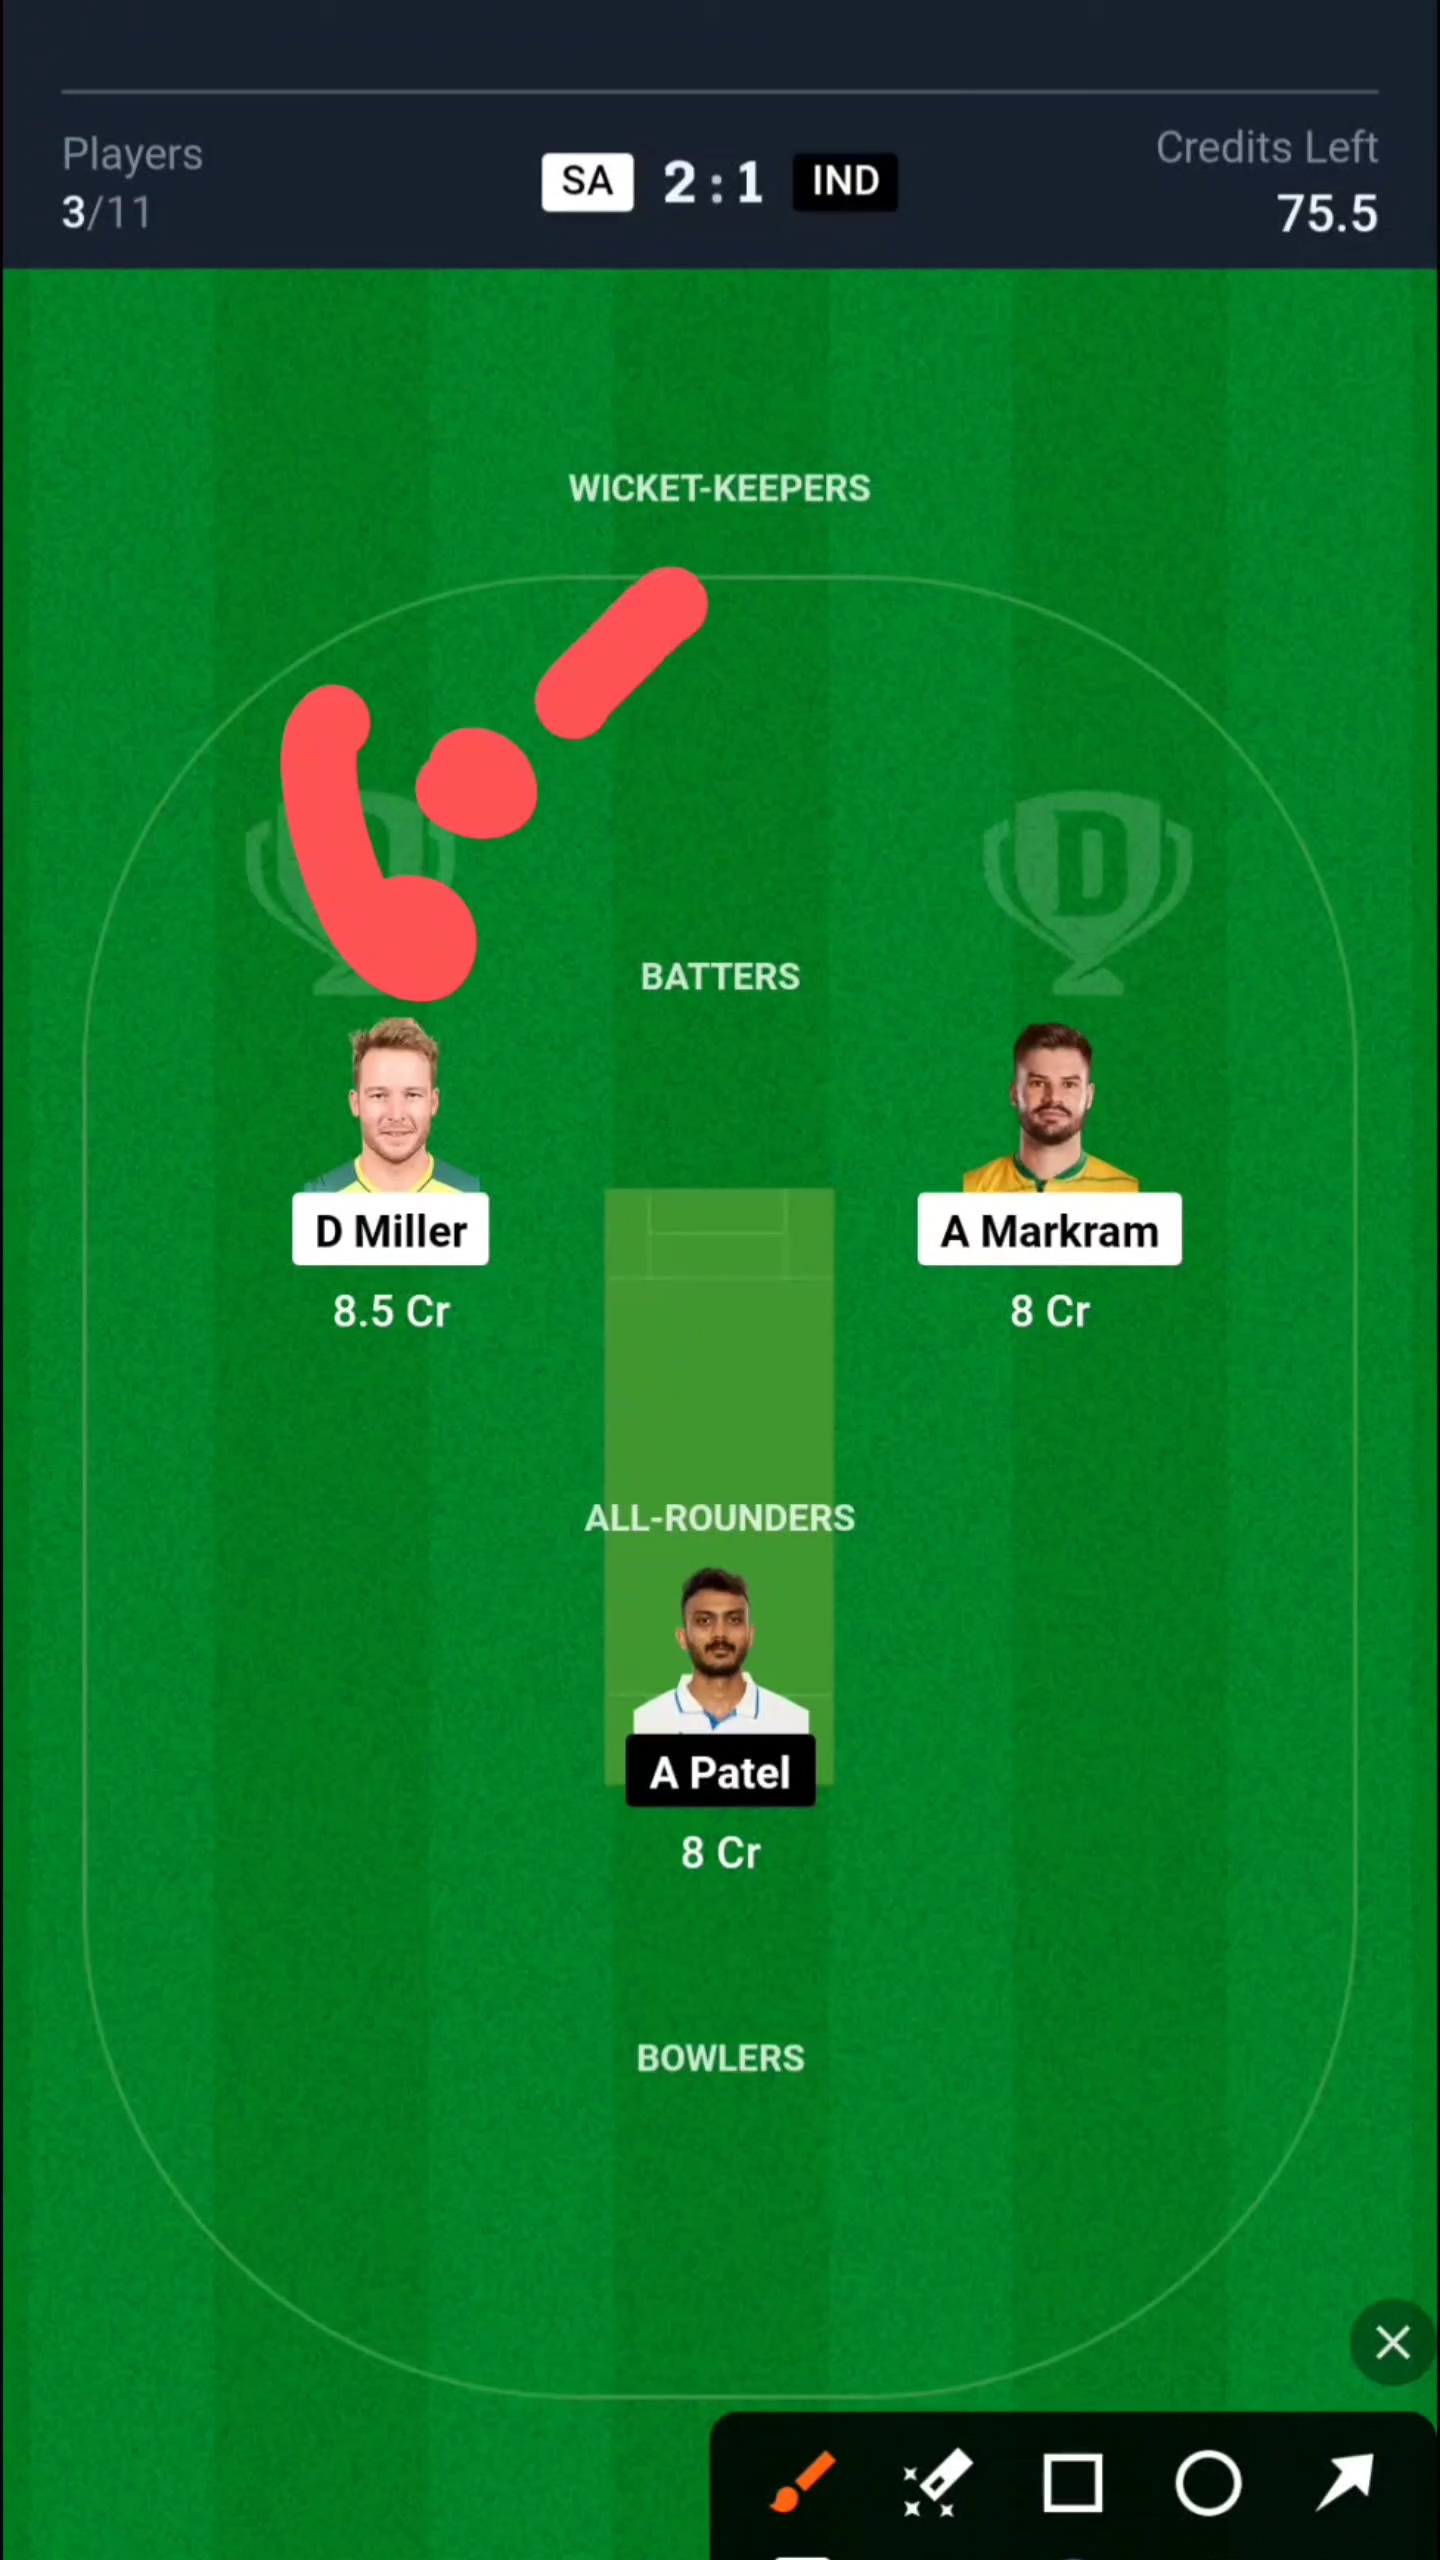 Players
3/11
SA 2 : 1 IND
Credits Left
75.5
WICKET-KEEPERS
D
BATTERS
D Miller
8.5 Cr
A Markram
8 Cr
ALL-ROUNDERS
A Patel
8 Cr
BOWLERS